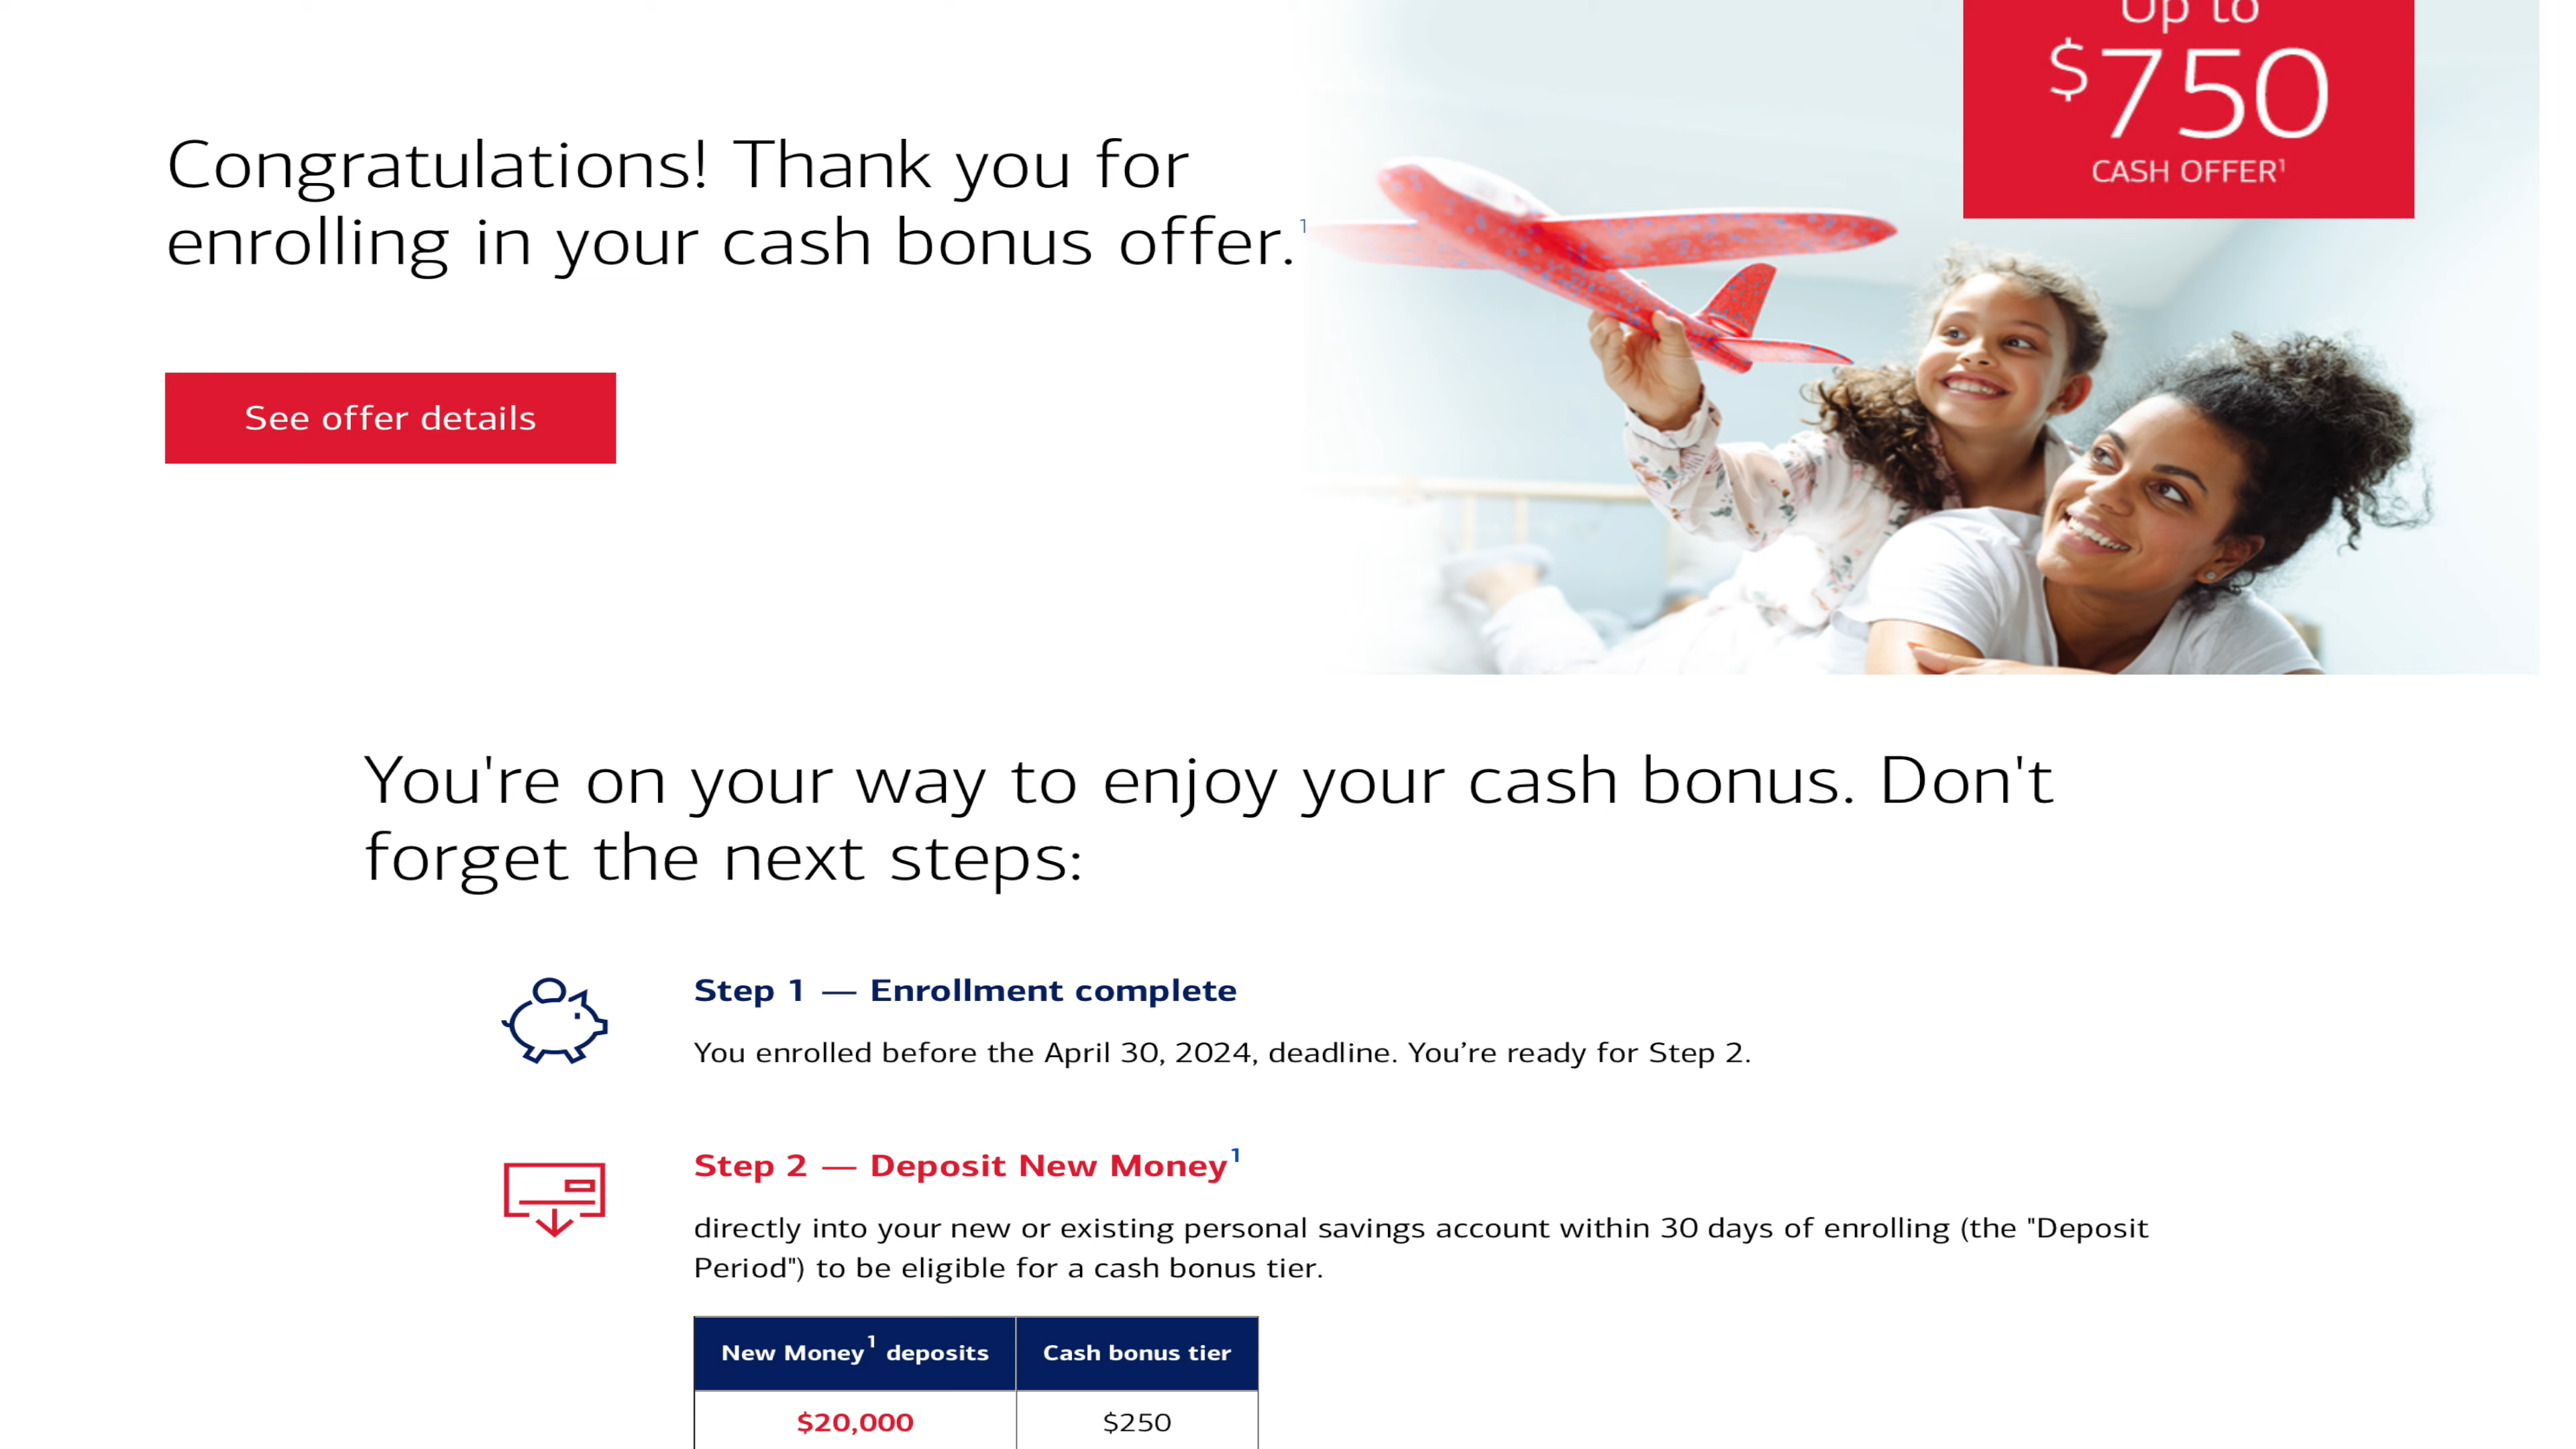 Up to
$750
CASH OFFER1
Congratulations! Thank you for
enrolling in your cash bonus offer.1
See offer details
You're on your way to enjoy your cash bonus. Don't
forget the next steps:
Step 1 — Enrollment complete
You enrolled before the April 30, 2024, deadline. You’re ready for Step 2.
Step 2 — Deposit New Money1
directly into your new or existing personal savings account within 30 days of enrolling (the "Deposit
Period") to be eligible for a cash bonus tier.
New Money1 deposits Cash bonus tier
$20,000 $250